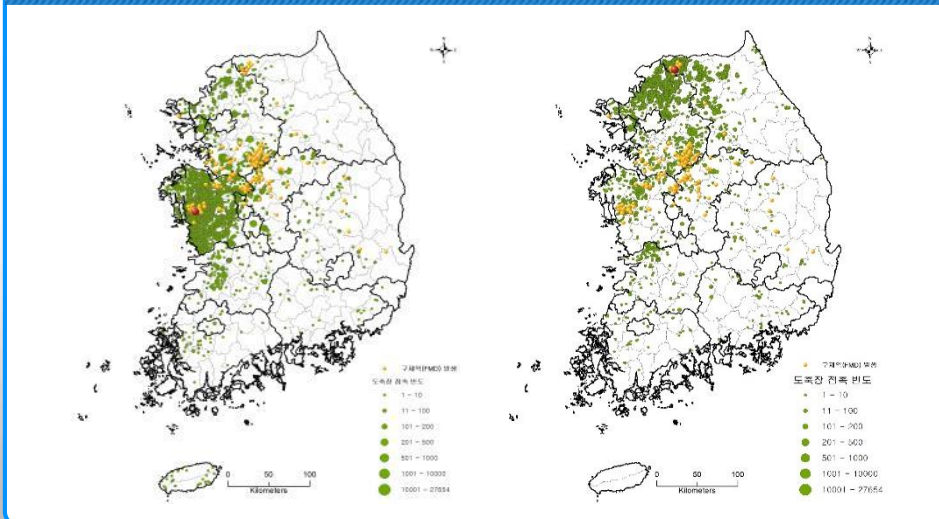 N
W E
S
구제역(FMD) 발생
도축장 접촉 빈도
1 - 10
11 - 100
101 - 200
201 - 500
501 - 1000
1001 - 10000
10001 - 27654
0 50 100
Kilometers
N
W E
S
구제역(FMD) 발생
도축장 접촉 빈도
1 - 10
11 - 100
101 - 200
201 - 500
501 - 1000
1001 - 10000
10001 - 27654
0 50 100
Kilometers